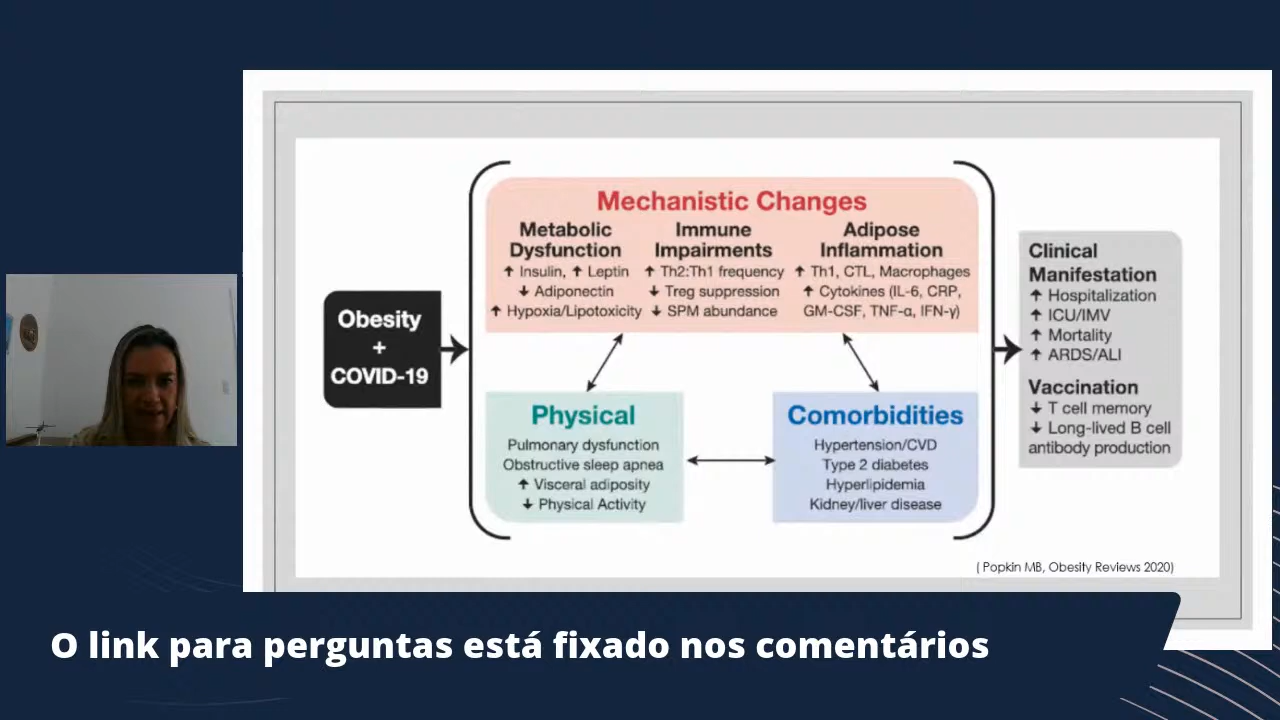 Obesity
+
COVID-19
Mechanistic Changes
Metabolic
Dysfunction
↑ Insulin, ↑ Leptin
↓ Adiponectin
↑ Hypoxia/Lipotoxicity
Immune
Impairments
↑ Th2:Th1 frequency
↓ Treg suppression
↓ SPM abundance
Adipose
Inflammation
↑ Th1, CTL, Macrophages
↑ Cytokines (IL-6, CRP,
GM-CSF, TNF-α, IFN-γ)
Physical
Pulmonary dysfunction
Obstructive sleep apnea
↑ Visceral adiposity
↓ Physical Activity
Comorbidities
Hypertension/CVD
Type 2 diabetes
Hyperlipidemia
Kidney/liver disease
Clinical
Manifestation
↑ Hospitalization
↑ ICU/IMV
↑ Mortality
↑ ARDS/ALI
Vaccination
↓ T cell memory
↓ Long-lived B cell
antibody production
( Popkin MB, Obesity Reviews 2020)
O link para perguntas está fixado nos comentários